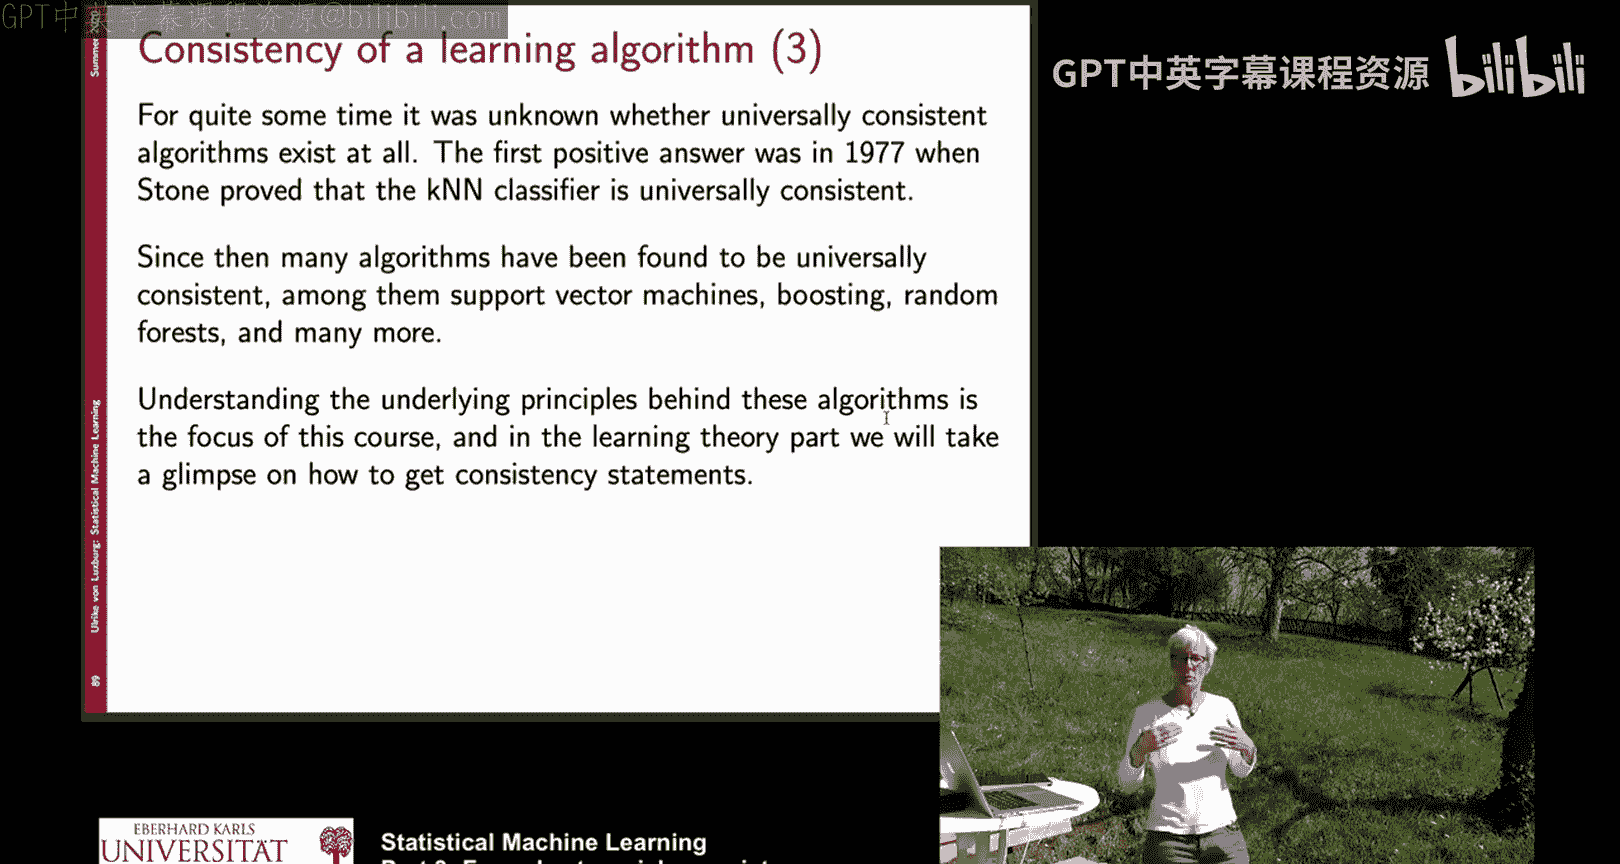 GPT中英字幕课程资源@bilibili.com
Summer 2020
Consistency of a learning algorithm (3)
GPT中英字幕课程资源 bilibili
For quite some time it was unknown whether universally consistent
algorithms exist at all. The first positive answer was in 1977 when
Stone proved that the kNN classifier is universally consistent.
Since then many algorithms have been found to be universally
consistent, among them support vector machines, boosting, random
forests, and many more.
Understanding the underlying principles behind these algorithms is
the focus of this course, and in the learning theory part we will take
a glimpse on how to get consistency statements.
Ulrike von Luxburg: Statistical Machine Learning
89
EBERHARD KARLS
UNIVERSITÄT
Statistical Machine Learning